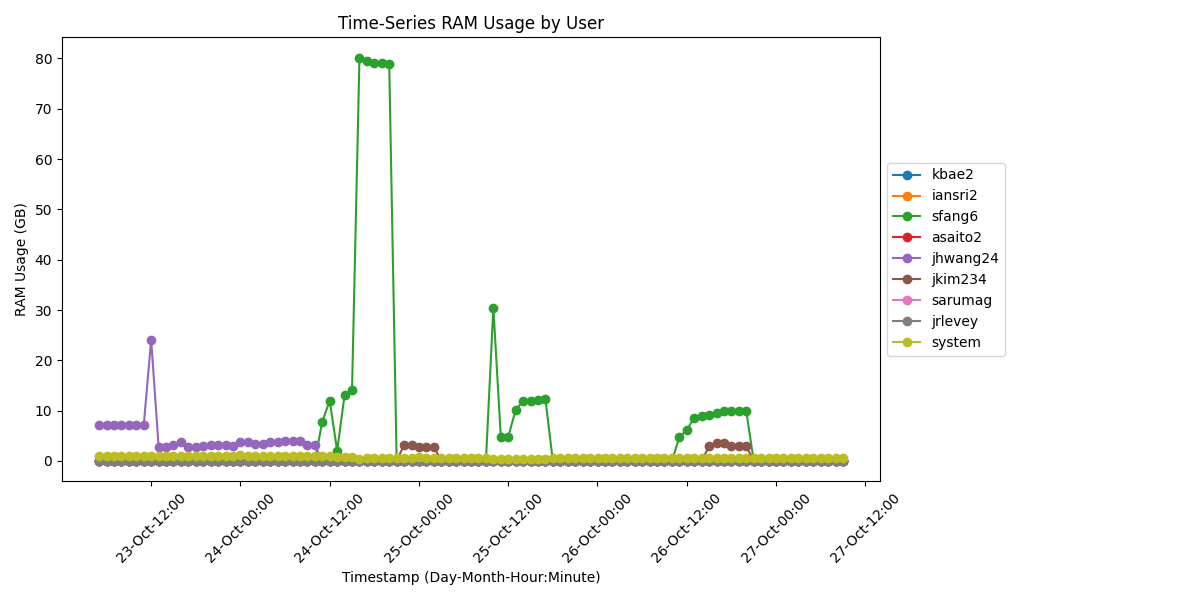 Time-Series RAM Usage by User
RAM Usage (GB)
80
70
60
50
40
30
20
10
0
23-Oct-12:00
24-Oct-00:00
24-Oct-12:00
25-Oct-00:00
25-Oct-12:00
26-Oct-00:00
26-Oct-12:00
27-Oct-00:00
27-Oct-12:00
Timestamp (Day-Month-Hour:Minute)
kbae2
iansri2
sfang6
asaito2
jhwang24
jkim234
sarumag
jrlevey
system